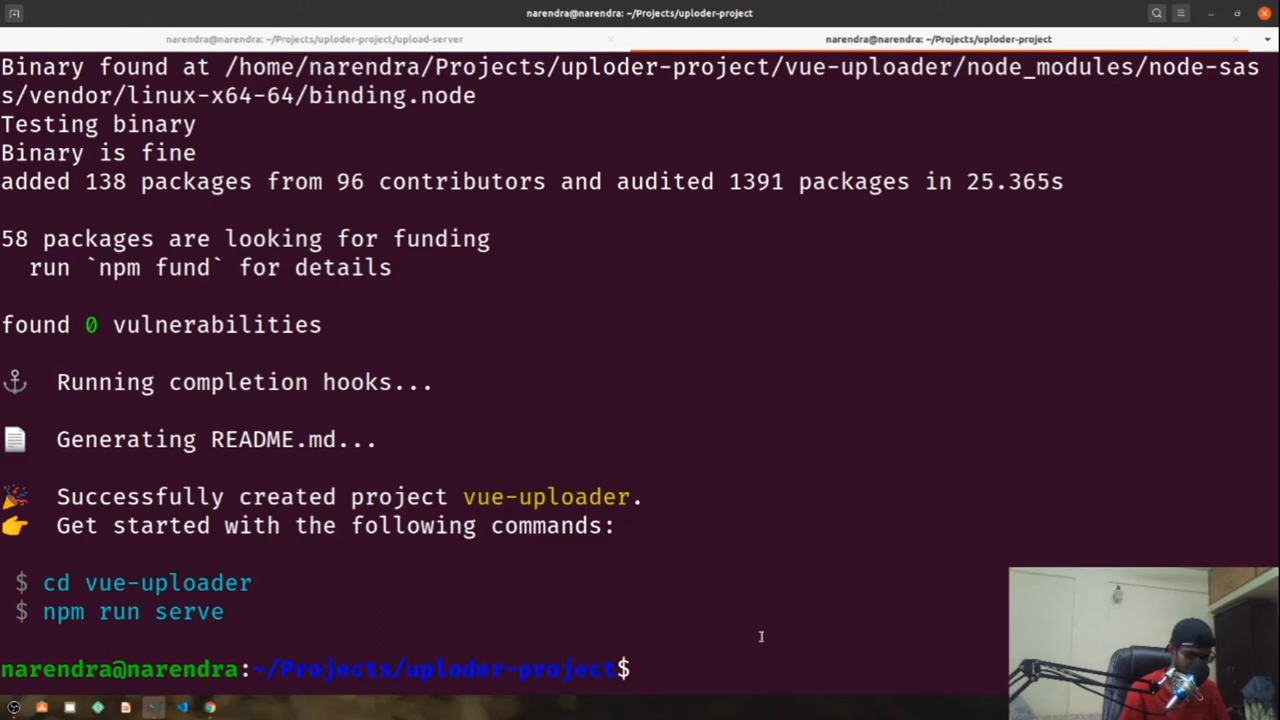 narendra@narendra: ~/Projects/uploder-project
narendra@narendra: ~/Projects/uploder-project/upload-server
narendra@narendra: ~/Projects/uploder-project
Binary found at /home/narendra/Projects/uploder-project/vue-uploader/node_modules/node-sas
s/vendor/linux-x64-64/binding.node
Testing binary
Binary is fine
added 138 packages from 96 contributors and audited 1391 packages in 25.365s
58 packages are looking for funding
run `npm fund` for details
found 0 vulnerabilities
Running completion hooks...
Generating README.md...
Successfully created project vue-uploader.
Get started with the following commands:
$ cd vue-uploader
$ npm run serve
narendra@narendra:~/Projects/uploder-project$